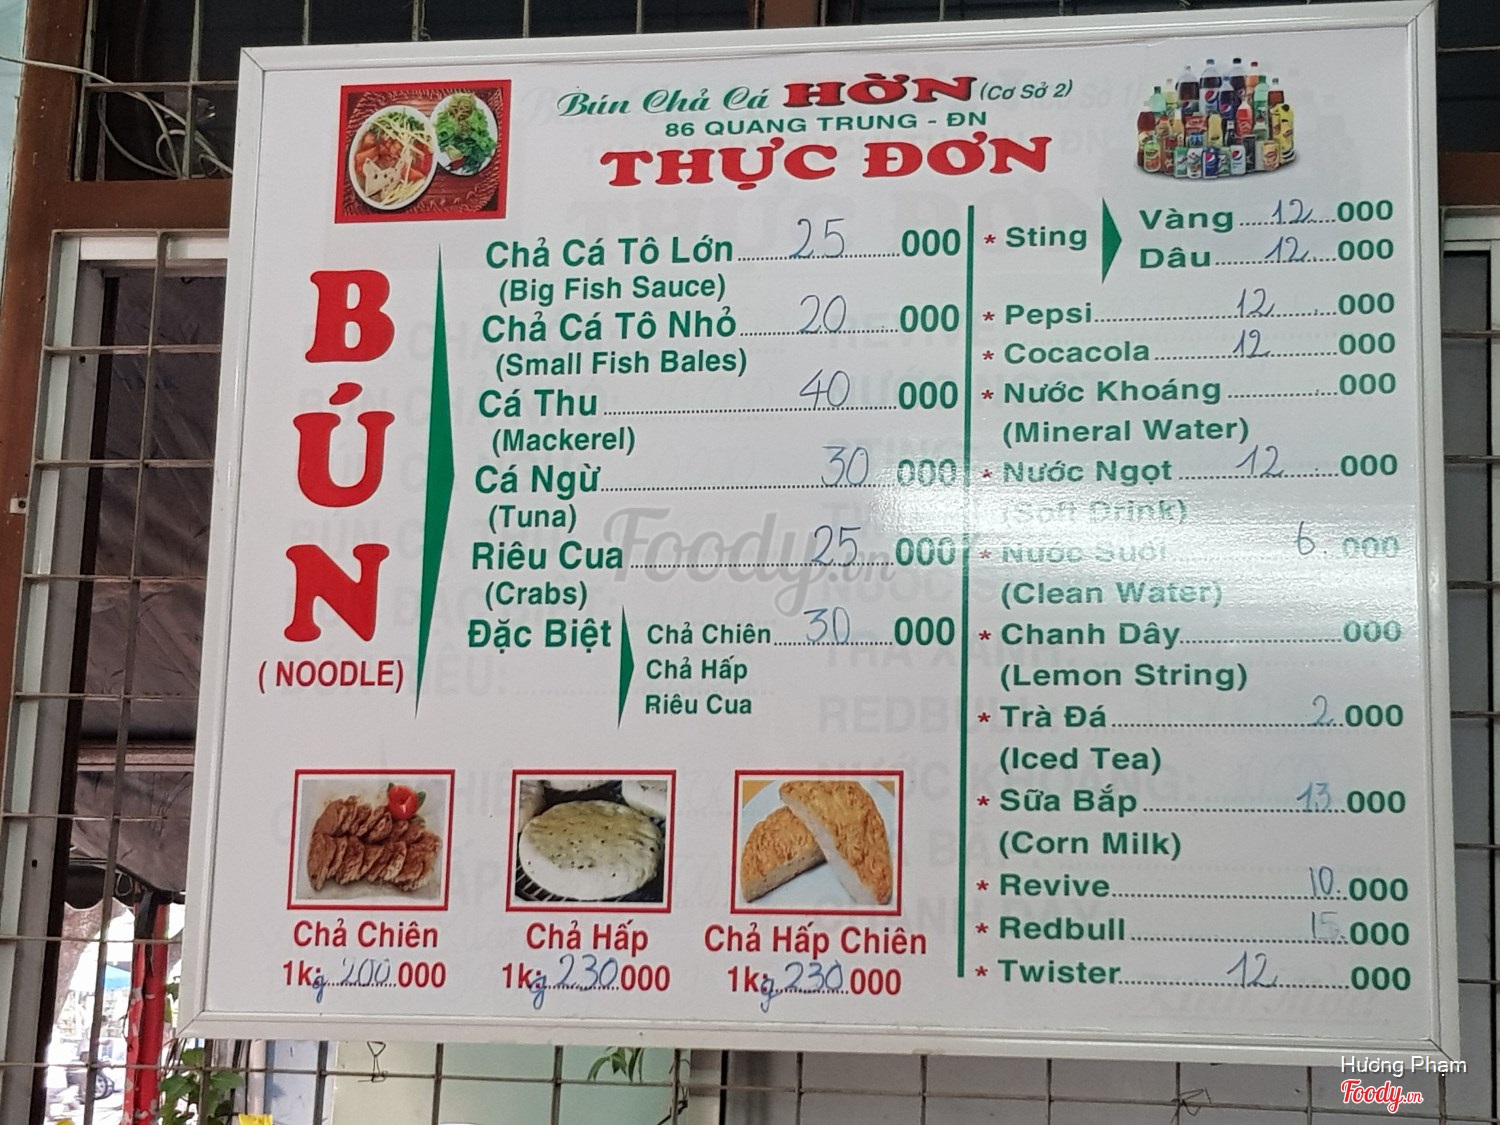 Bún Chả Cá HỜN (Cơ Sở 2)
86 QUANG TRUNG - ĐN
THỰC ĐƠN
BÚN
( NOODLE)
Chả Cá Tô Lớn 25 000
(Big Fish Sauce)
Chả Cá Tô Nhỏ 20 000
(Small Fish Bales)
Cá Thu 40 000
(Mackerel)
Cá Ngừ 30 000
(Tuna)
Riêu Cua 25 000
(Crabs)
Đặc Biệt Chả Chiên 30 000
Chả Hấp
Riêu Cua
Chả Chiên
1kg 200.000
Chả Hấp
1kg 230.000
Chả Hấp Chiên
1kg 230.000
* Sting Vàng 12 000
Dâu 12 000
* Pepsi 12 000
* Cocacola 12 000
* Nước Khoáng 000
(Mineral Water)
* Nước Ngọt 12 000
(Soft Drink)
* Nước Suối 6. 000
(Clean Water)
* Chanh Dây 000
(Lemon String)
* Trà Đá 2.000
(Iced Tea)
* Sữa Bắp 13.000
(Corn Milk)
* Revive 10.000
* Redbull 15.000
* Twister 12 000
Foody.vn
Hương Phạm
Foody.vn